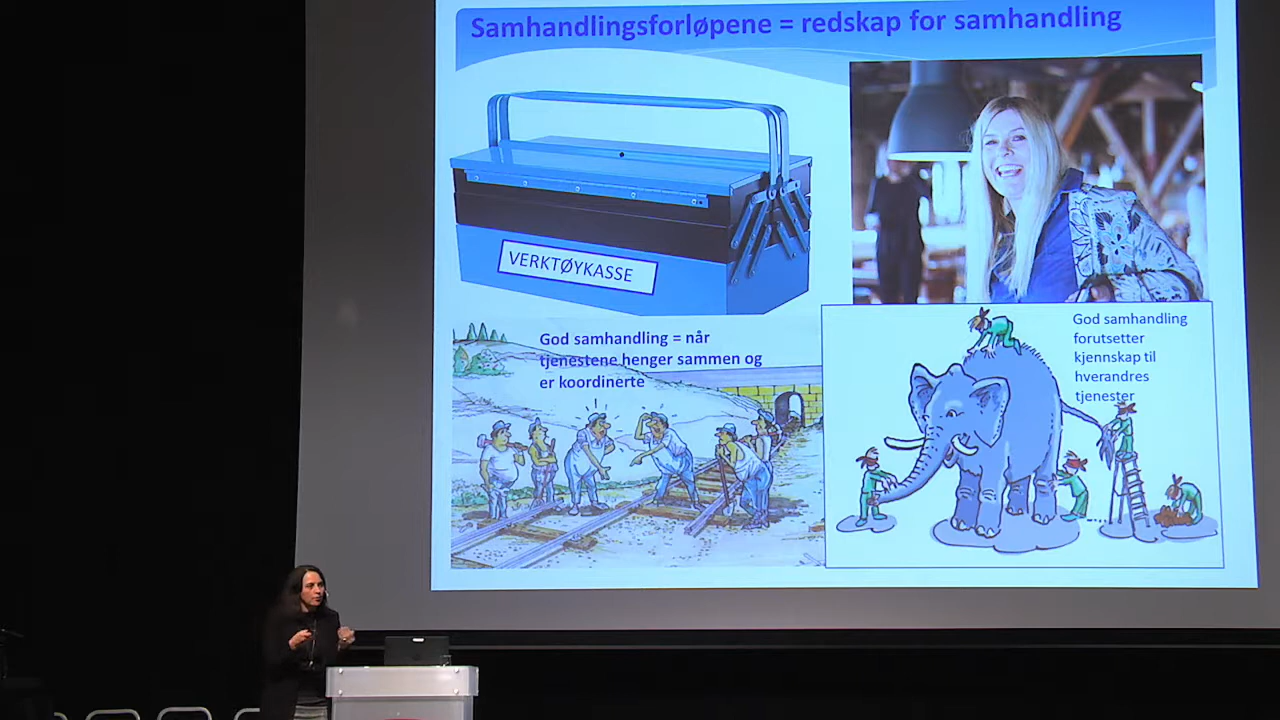 Samhandlingsforløpene = redskap for samhandling
VERKTØYKASSE
God samhandling = når
tjenestene henger sammen og
er koordinerte
God samhandling
forutsetter
kjennskap til
hverandres
tjenester